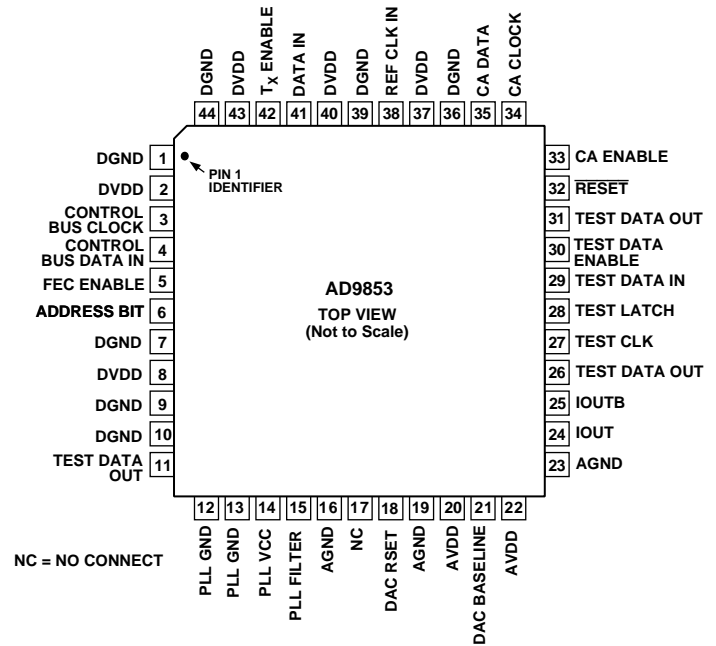 DGND
DVDD
TX ENABLE
DATA IN
DVDD
DGND
REF CLK IN
DVDD
DGND
CA DATA
CA CLOCK
44 43 42 41 40 39 38 37 36 35 34
DGND 1
DVDD 2
CONTROL
BUS CLOCK 3
CONTROL
BUS DATA IN 4
FEC ENABLE 5
ADDRESS BIT 6
DGND 7
DVDD 8
DGND 9
DGND 10
TEST DATA
OUT 11
PIN 1
IDENTIFIER
AD9853
TOP VIEW
(Not to Scale)
33 CA ENABLE
32 RESET
31 TEST DATA OUT
30 TEST DATA
ENABLE
29 TEST DATA IN
28 TEST LATCH
27 TEST CLK
26 TEST DATA OUT
25 IOUTB
24 IOUT
23 AGND
12 13 14 15 16 17 18 19 20 21 22
PLL GND
PLL GND
PLL VCC
PLL FILTER
AGND
NC
DAC RSET
AGND
AVDD
DAC BASELINE
AVDD
NC = NO CONNECT